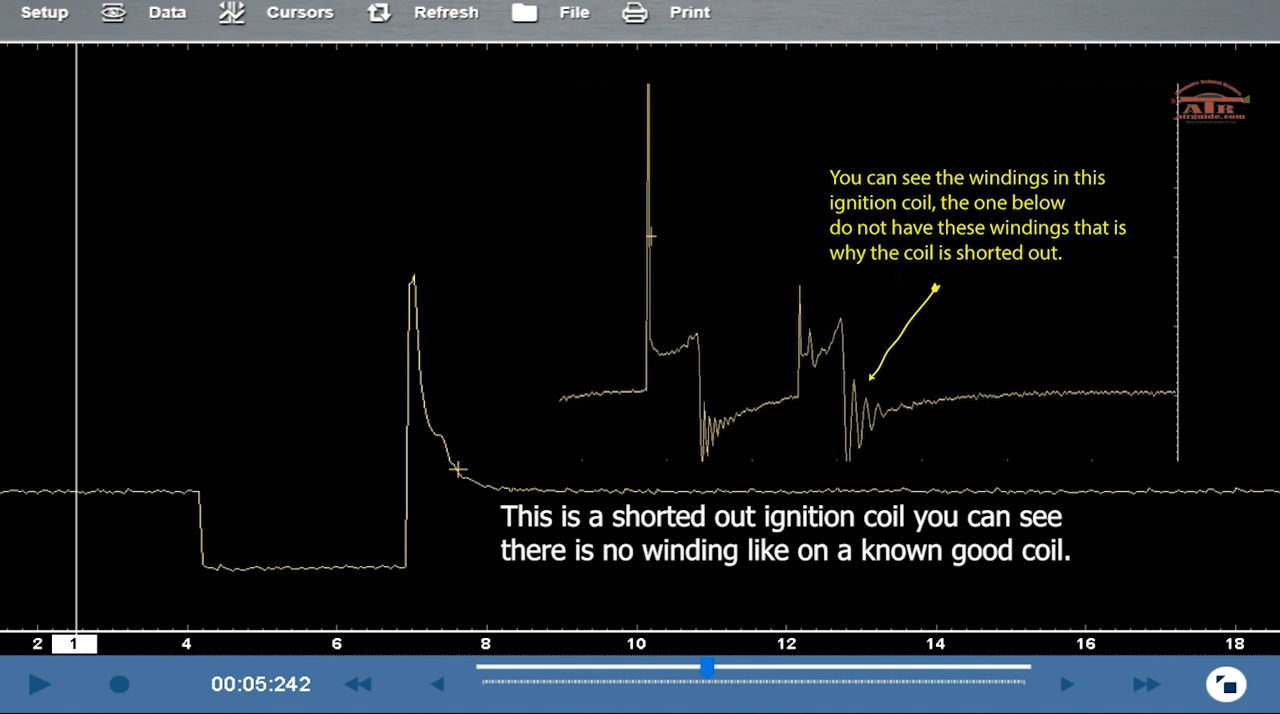 Setup Data Cursors Refresh File Print
ATR
atrguide.com
You can see the windings in this
ignition coil, the one below
do not have these windings that is
why the coil is shorted out.
This is a shorted out ignition coil you can see
there is no winding like on a known good coil.
2 1 4 6 8 10 12 14 16 18
00:05:242